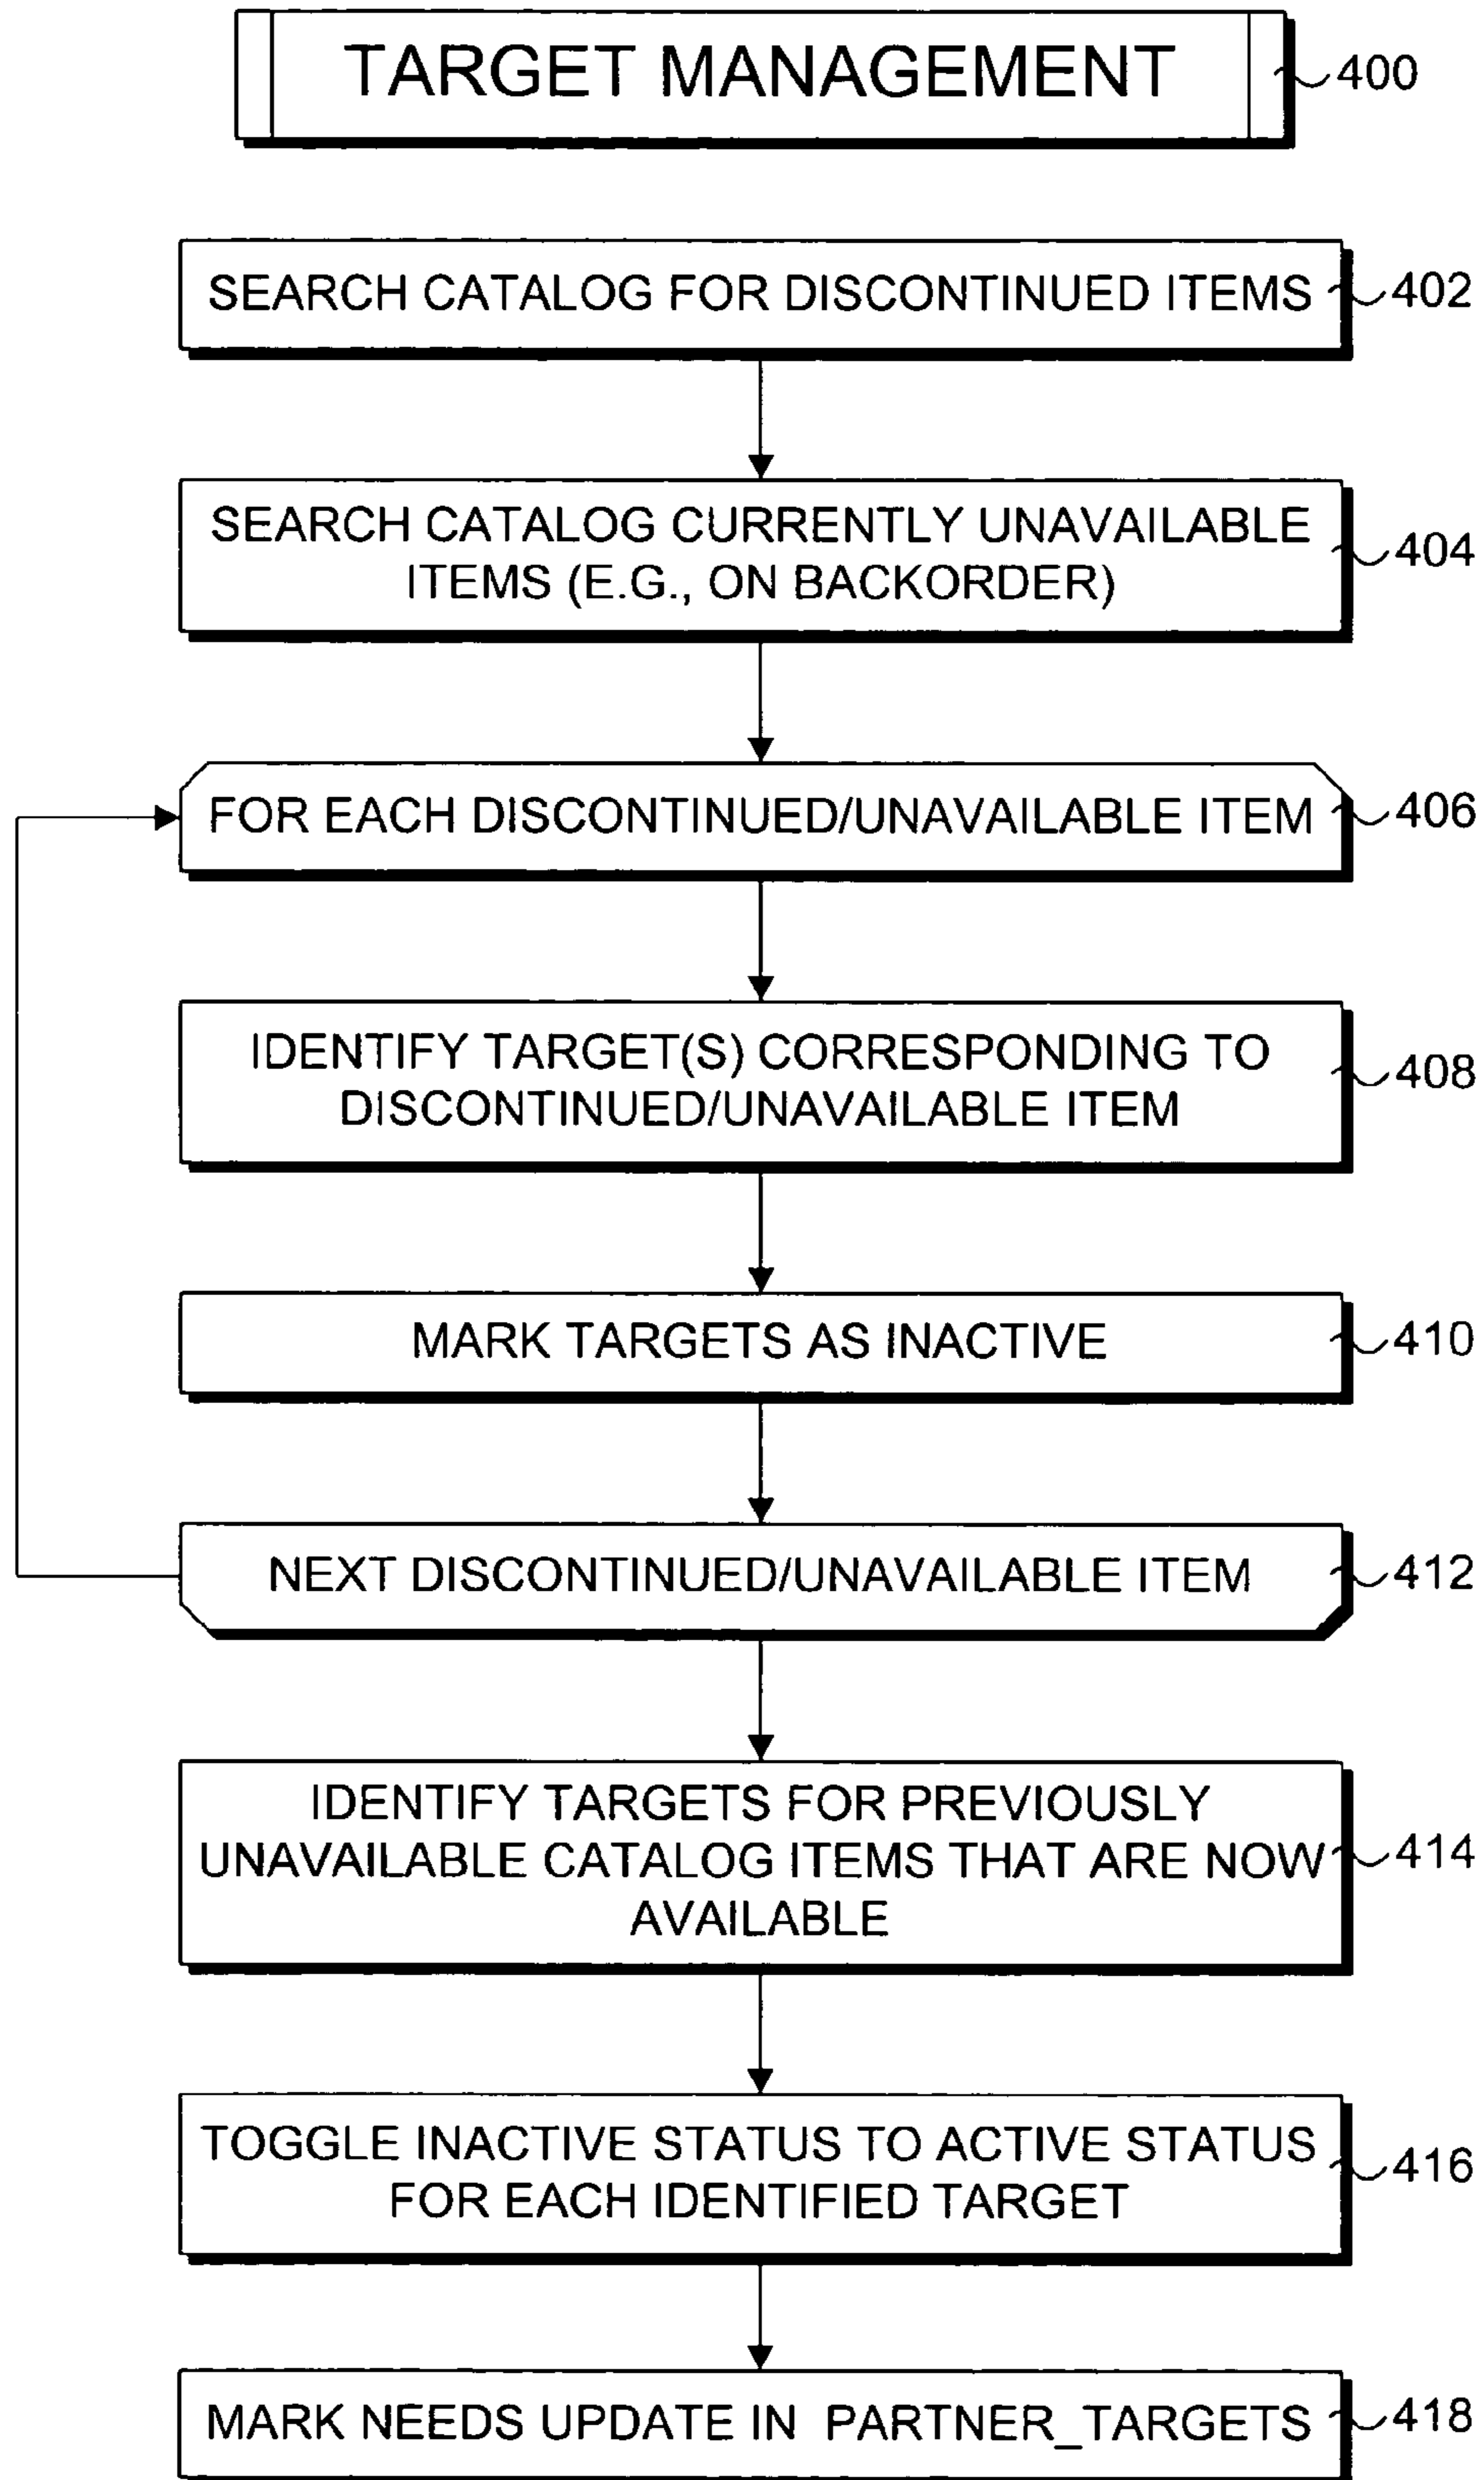 TARGET MANAGEMENT
400
SEARCH CATALOG FOR DISCONTINUED ITEMS
402
SEARCH CATALOG CURRENTLY UNAVAILABLE
ITEMS (E.G., ON BACKORDER)
404
FOR EACH DISCONTINUED/UNAVAILABLE ITEM
406
IDENTIFY TARGET(S) CORRESPONDING TO
DISCONTINUED/UNAVAILABLE ITEM
408
MARK TARGETS AS INACTIVE
410
NEXT DISCONTINUED/UNAVAILABLE ITEM
412
IDENTIFY TARGETS FOR PREVIOUSLY
UNAVAILABLE CATALOG ITEMS THAT ARE NOW
AVAILABLE
414
TOGGLE INACTIVE STATUS TO ACTIVE STATUS
FOR EACH IDENTIFIED TARGET
416
MARK NEEDS UPDATE IN PARTNER_TARGETS
418